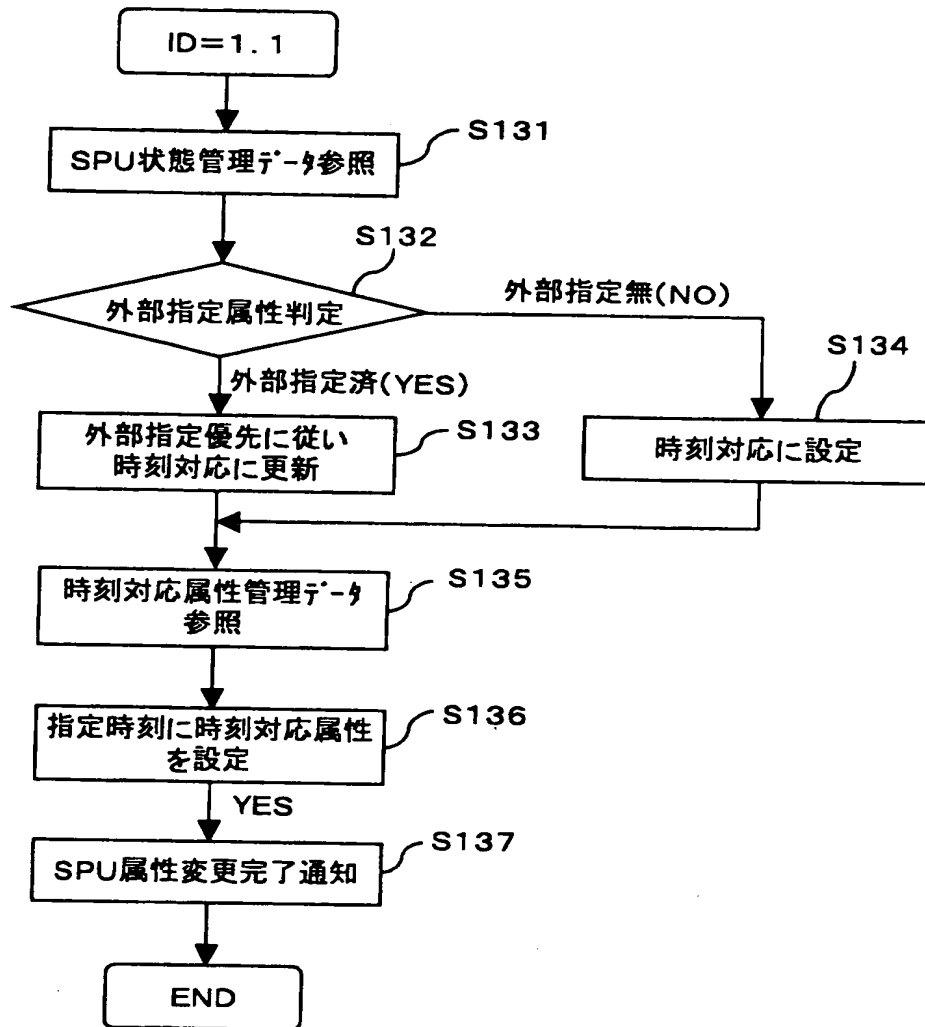 ID=1.1
S131
SPU状態管理データ参照
S132
外部指定属性判定
外部指定無(NO)
外部指定済(YES)
S134
外部指定優先に従い
時刻対応に更新
S133
時刻対応に設定
S135
時刻対応属性管理データ
参照
S136
指定時刻に時刻対応属性
を設定
YES
S137
SPU属性変更完了通知
END